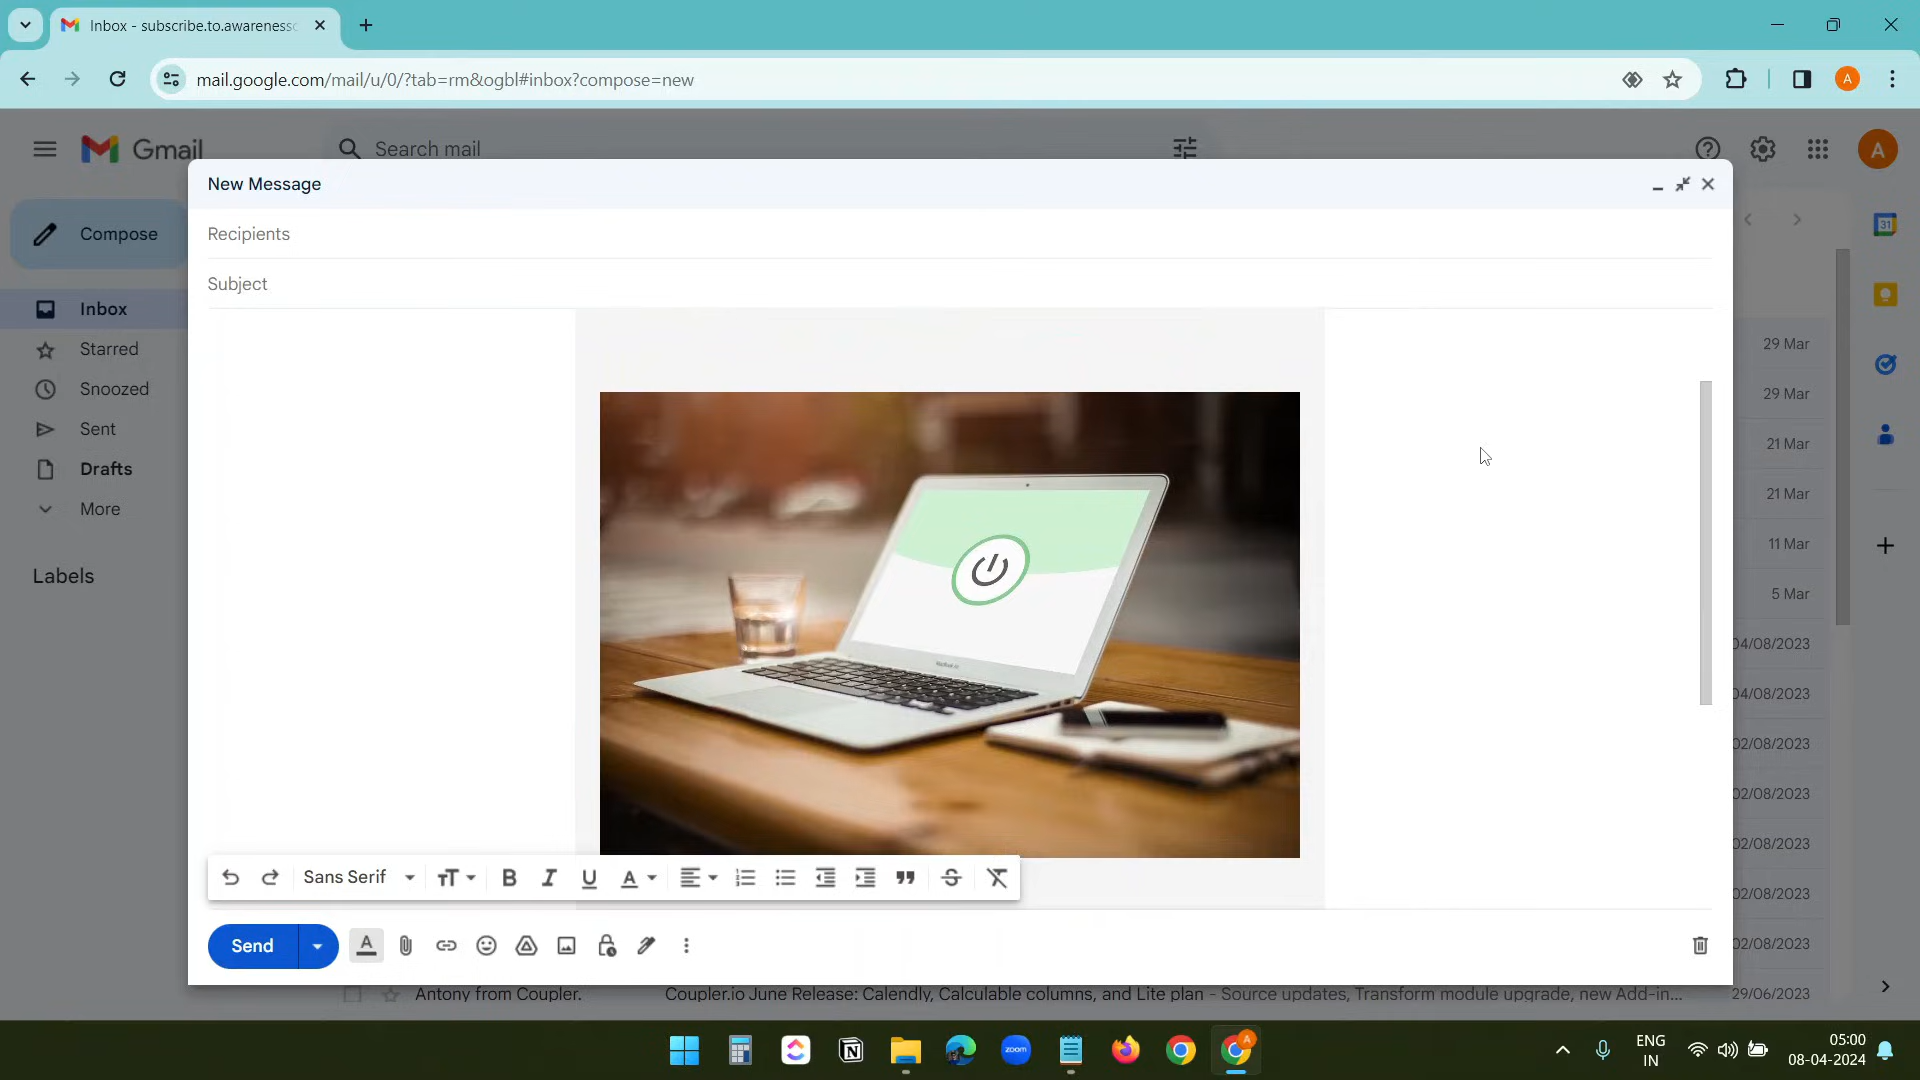 Inbox - subscribe.to.awarenessc
mail.google.com/mail/u/0/?tab=rm&ogbl#inbox?compose=new
A
Gmail
Search mail
A
New Message
Compose
Recipients
31
Subject
Inbox
Starred
29 Mar
Snoozed
29 Mar
Sent
21 Mar
Drafts
21 Mar
More
11 Mar
Labels
5 Mar
04/08/2023
04/08/2023
02/08/2023
02/08/2023
02/08/2023
02/08/2023
Sans Serif
Send
02/08/2023
Antony from Coupler. Coupler.io June Release: Calendly, Calculable columns, and Lite plan - Source updates, Transform module upgrade, new Add-in... 29/06/2023
zoom
A
ENG
IN
05:00
08-04-2024